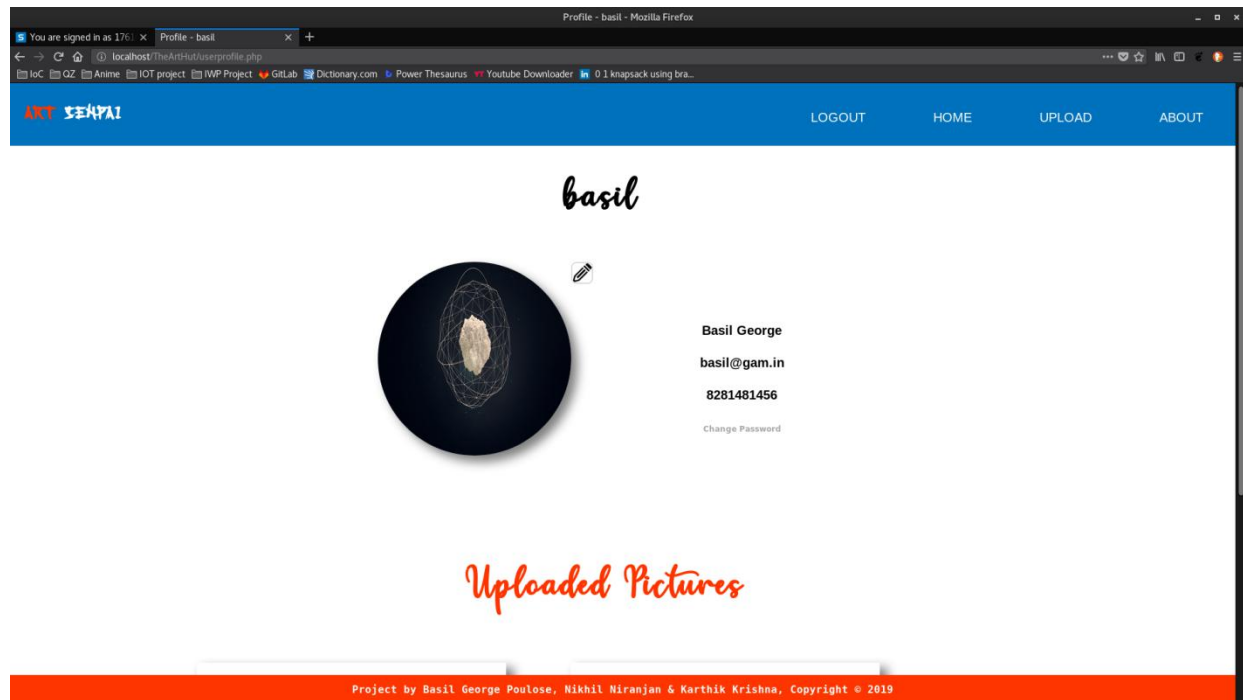 Profile - basil - Mozilla Firefox
S You are signed in as 1761 Profile - basil
localhost/TheArtHut/userprofile.php
IoC QZ Anime IOT project IWP Project GitLab Dictionary.com Power Thesaurus Youtube Downloader in 0 1 knapsack using bra...
ART SENPAI LOGOUT HOME UPLOAD ABOUT
basil
Basil George
basil@gam.in
8281481456
Change Password
Uploaded Pictures
Project by Basil George Poulose, Nikhil Niranjan & Karthik Krishna, Copyright © 2019